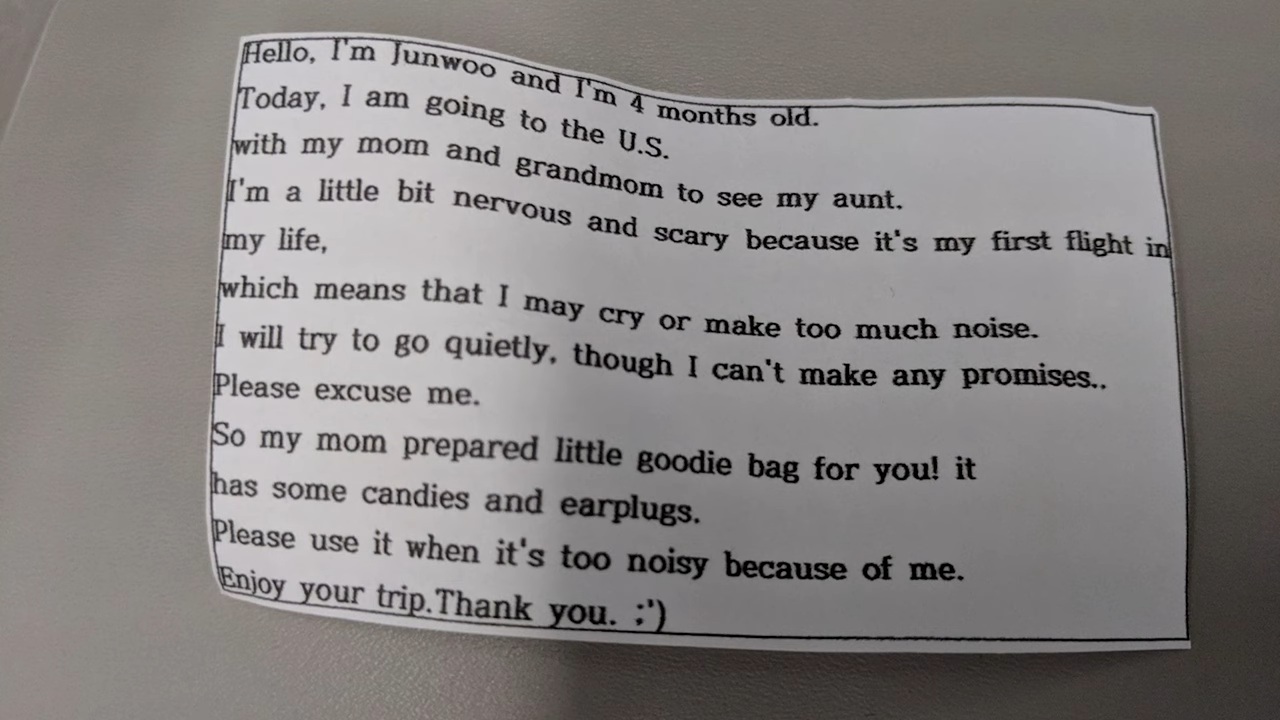 Hello, I'm Junwoo and I'm 4 months old.
Today, I am going to the U.S.
with my mom and grandmom to see my aunt.
I'm a little bit nervous and scary because it's my first flight in
my life,
which means that I may cry or make too much noise.
I will try to go quietly, though I can't make any promises..
Please excuse me.
So my mom prepared little goodie bag for you! it
has some candies and earplugs.
Please use it when it's too noisy because of me.
Enjoy your trip.Thank you. ;')